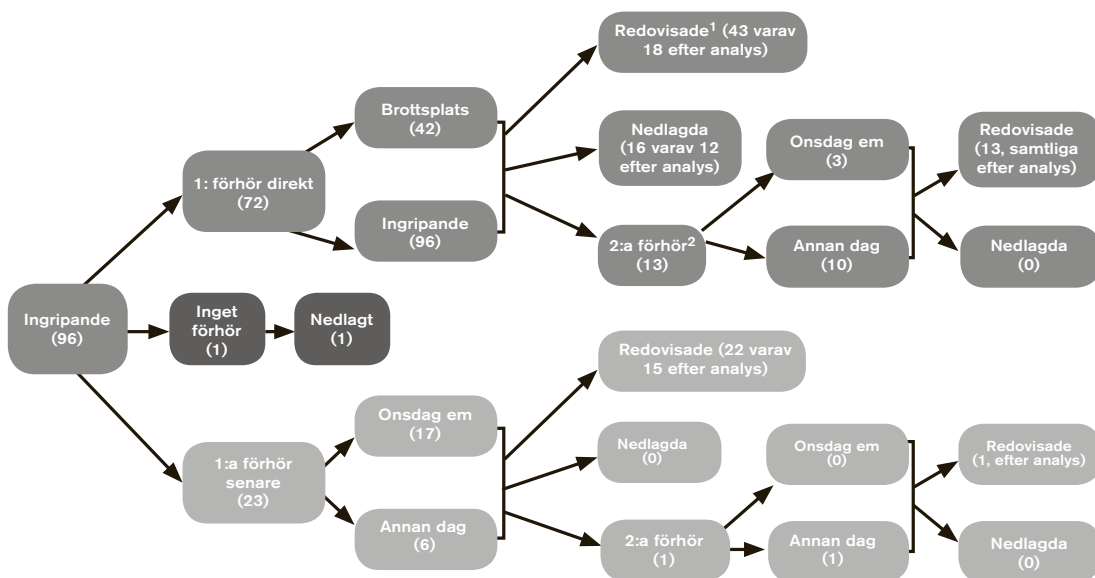 Redovisade¹ (43 varav
18 efter analys)
Brottsplats
(42)
Nedlagda
(16 varav 12
efter analys)
Onsdag em
(3)
Redovisade
(13, samtliga
efter analys)
1: förhör direkt
(72)
Ingripande
(96)
2:a förhör²
(13)
Annan dag
(10)
Nedlagda
(0)
Ingripande
(96)
Inget
förhör
(1)
Nedlagt
(1)
Redovisade (22 varav
15 efter analys)
Onsdag em
(17)
Nedlagda
(0)
Onsdag em
(0)
Redovisade
(1, efter analys)
1:a förhör
senare
(23)
Annan dag
(6)
2:a förhör
(1)
Annan dag
(1)
Nedlagda
(0)